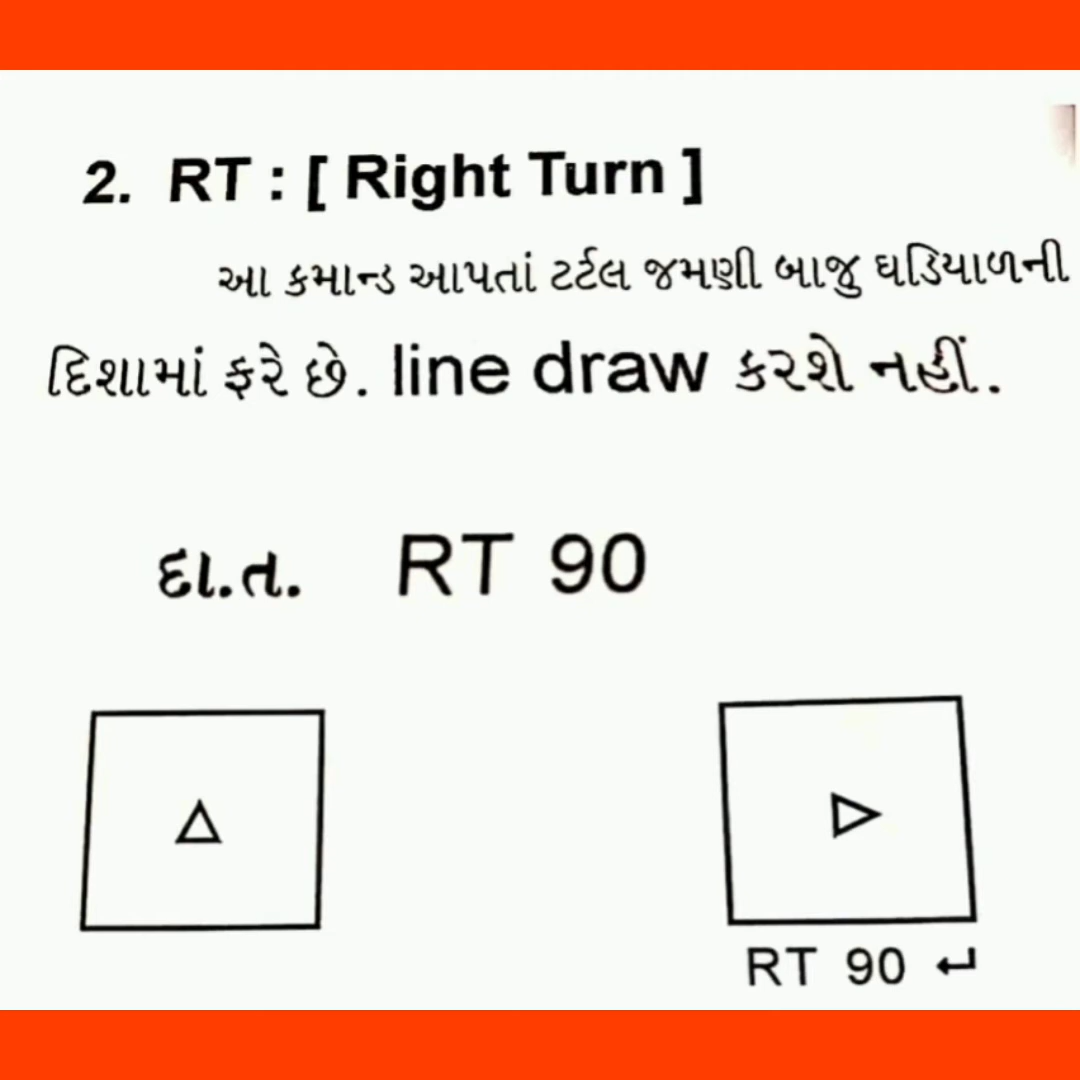 2. RT : [ Right Turn ]
આ કમાન્ડ આપતાં ટર્ટલ જમણી બાજુ ઘડિયાળની
દિશામાં ફરે છે. line draw કરશે નહીં.
દા.ત. RT 90
RT 90 ↵